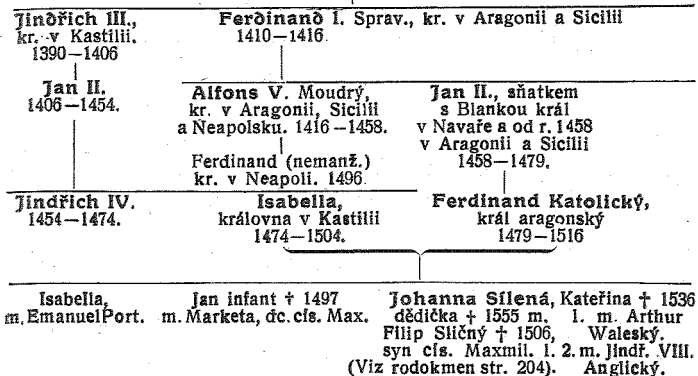 Jindřich III.,
kr. v Kastilii.
1390—1406
Ferdinand I. Sprav., kr. v Aragonii a Sicilii
1410—1416.
Jan II.
1406—1454.
Alfons V. Moudrý,
kr. v Aragonii, Sicilii
a Neapolsku. 1416—1458.
Ferdinand (nemanž.)
kr. v Neapoli. 1496.
Jan II., sňatkem
s Blankou král
v Navaře a od r. 1458
v Aragonii a Sicilii
1458—1479.
Jindřich IV.
1454—1474.
Isabella,
královna v Kastilii
1474—1504.
Ferdinand Katolický,
král aragonský
1479—1516
Isabella,
m. Emanuel Port.
Jan infant † 1497
m. Marketa, dc. cís. Max.
Johanna Šílená,
dědička † 1555 m.
Filip Sličný † 1506,
syn cís. Maxmil. I.
(Viz rodokmen str. 204).
Kateřina † 1536
1. m. Arthur
Waleský.
2. m. Jindř. VIII.
Anglický.